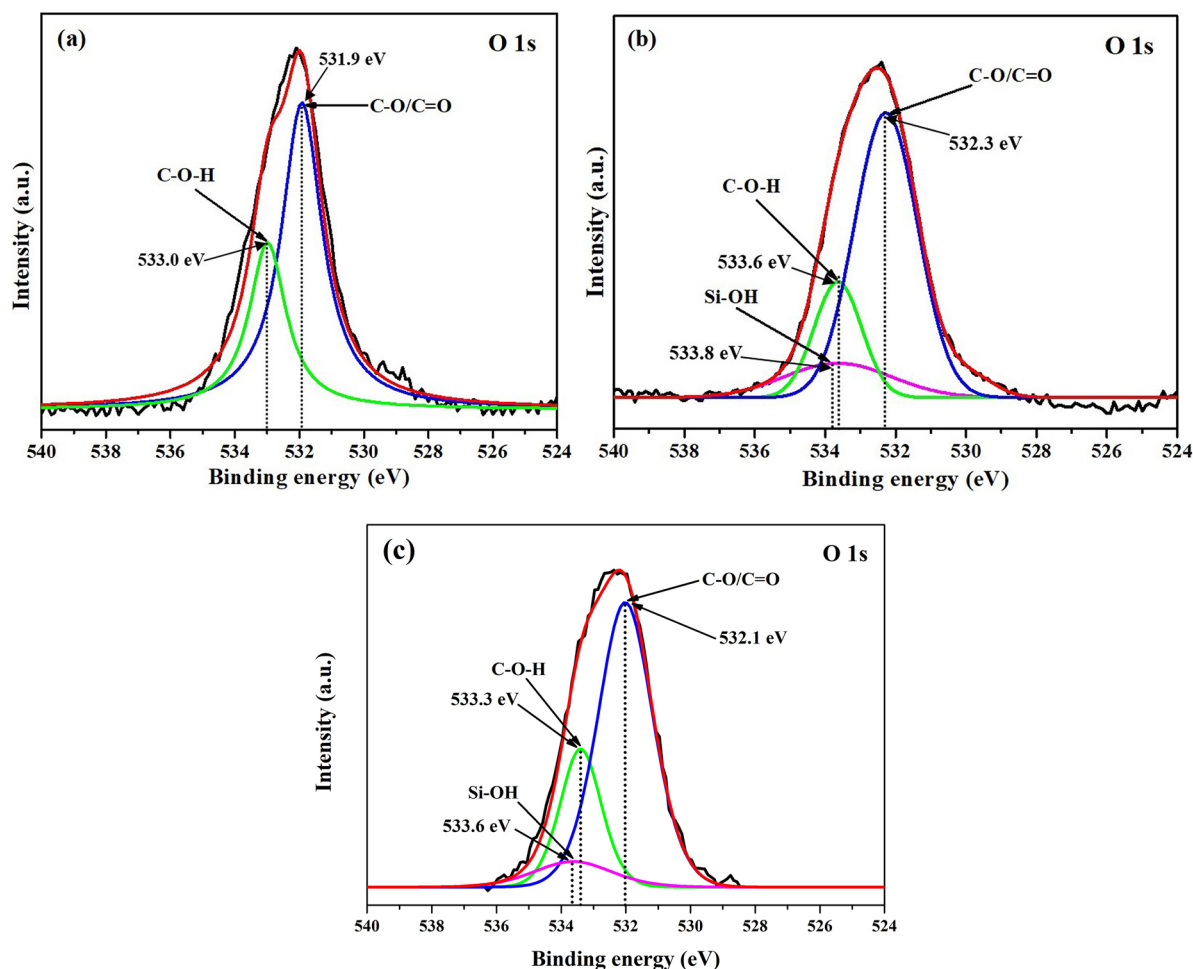 (a)
O 1s
531.9 eV
C-O/C=O
C-O-H
533.0 eV
Intensity (a.u.)
540 538 536 534 532 530 528 526 524
Binding energy (eV)
(b)
O 1s
C-O/C=O
532.3 eV
C-O-H
533.6 eV
Si-OH
533.8 eV
Intensity (a.u.)
540 538 536 534 532 530 528 526 524
Binding energy (eV)
(c)
O 1s
C-O/C=O
532.1 eV
C-O-H
533.3 eV
Si-OH
533.6 eV
Intensity (a.u.)
540 538 536 534 532 530 528 526 524
Binding energy (eV)